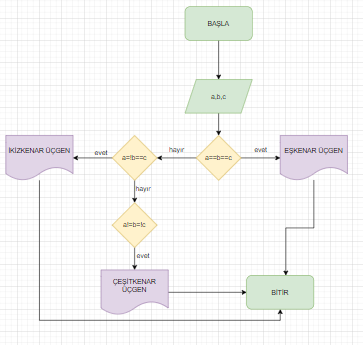 BAŞLA
a,b,c
İKİZKENAR ÜÇGEN
evet
a=!b==c
hayır
a==b==c
evet
EŞKENAR ÜÇGEN
hayır
a!=b=!c
evet
ÇEŞİTKENAR
ÜÇGEN
BİTİR